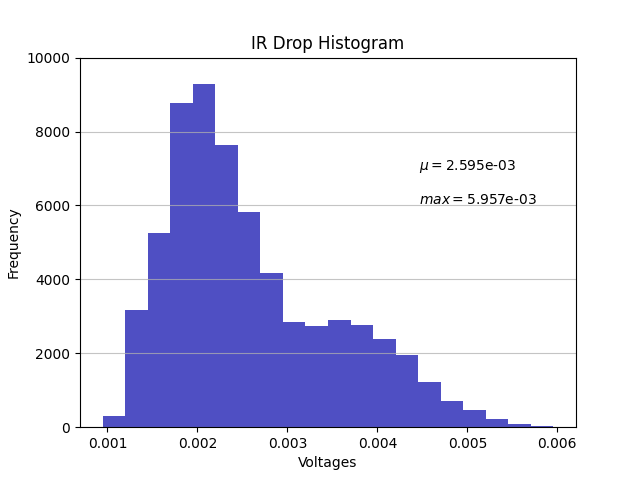 IR Drop Histogram
10000
8000
6000
4000
2000
0
Frequency
μ = 2.595e-03
max = 5.957e-03
0.001 0.002 0.003 0.004 0.005 0.006
Voltages